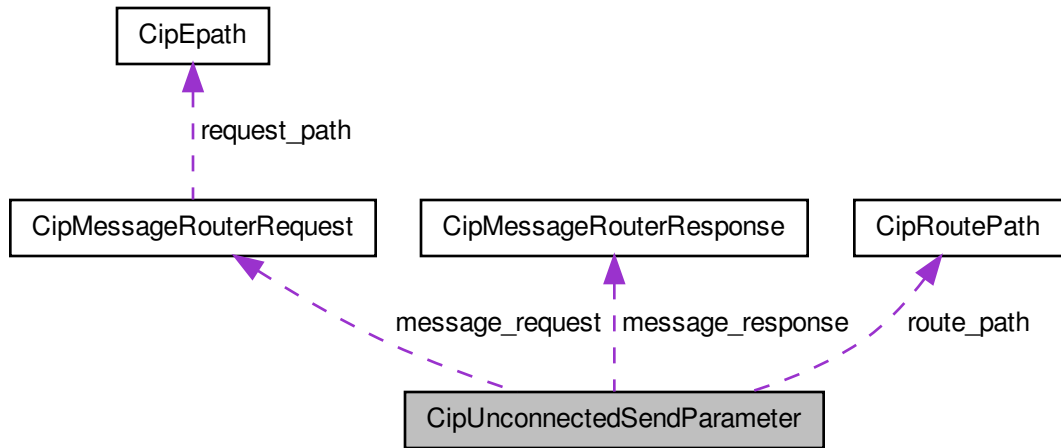 CipEpath
request_path
CipMessageRouterRequest
CipMessageRouterResponse
CipRoutePath
message_request
message_response
route_path
CipUnconnectedSendParameter